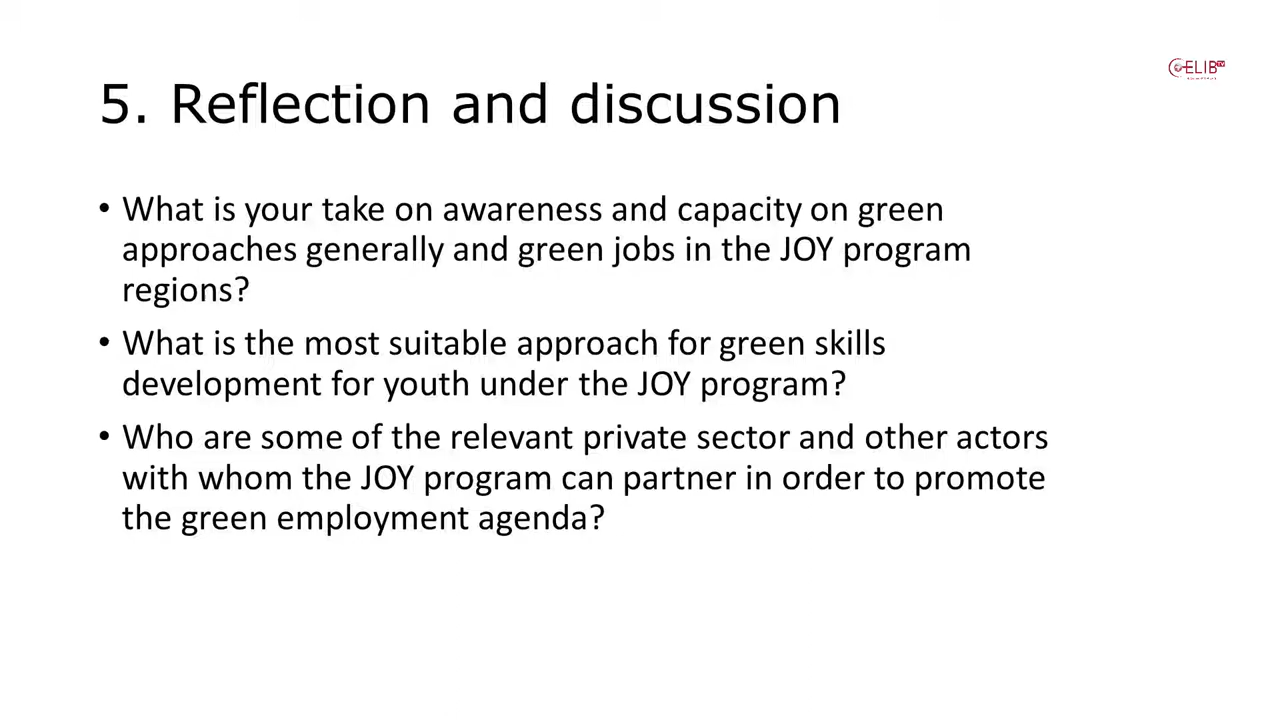 CELIB TV
5. Reflection and discussion
• What is your take on awareness and capacity on green
approaches generally and green jobs in the JOY program
regions?
• What is the most suitable approach for green skills
development for youth under the JOY program?
• Who are some of the relevant private sector and other actors
with whom the JOY program can partner in order to promote
the green employment agenda?